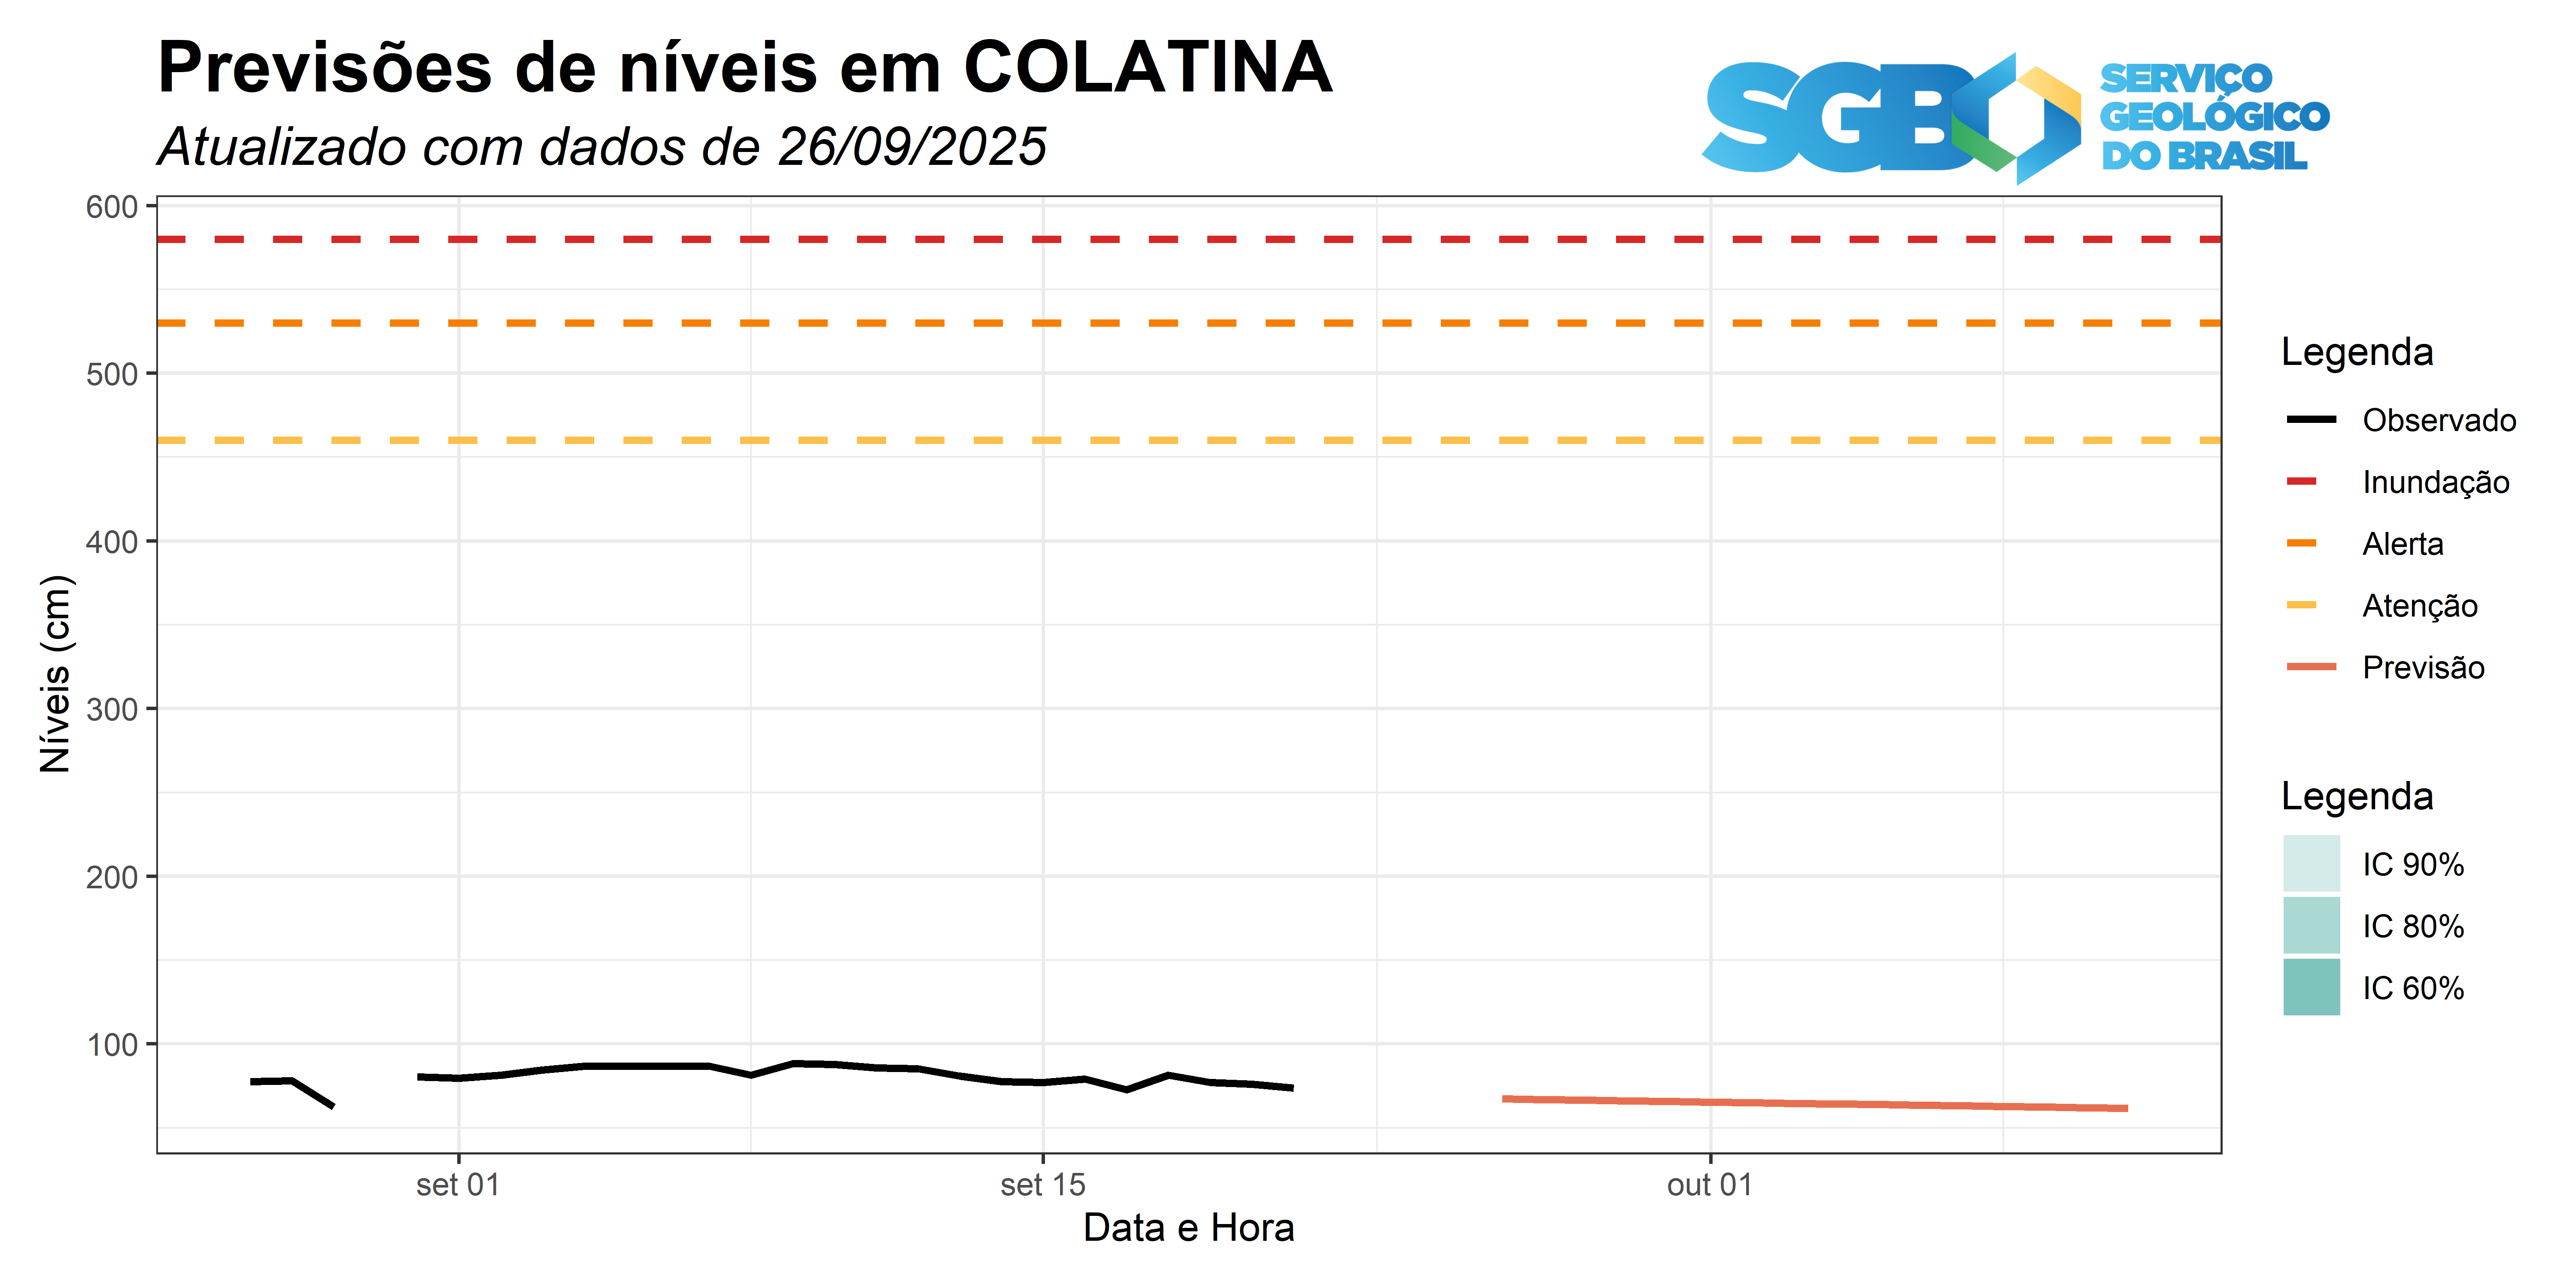 Previsões de níveis em COLATINA
Atualizado com dados de 26/09/2025
SGB
SERVIÇO
GEOLÓGICO
DO BRASIL
600
500
400
300
200
100
Níveis (cm)
set 01
set 15
out 01
Data e Hora
Legenda
Observado
Inundação
Alerta
Atenção
Previsão
Legenda
IC 90%
IC 80%
IC 60%